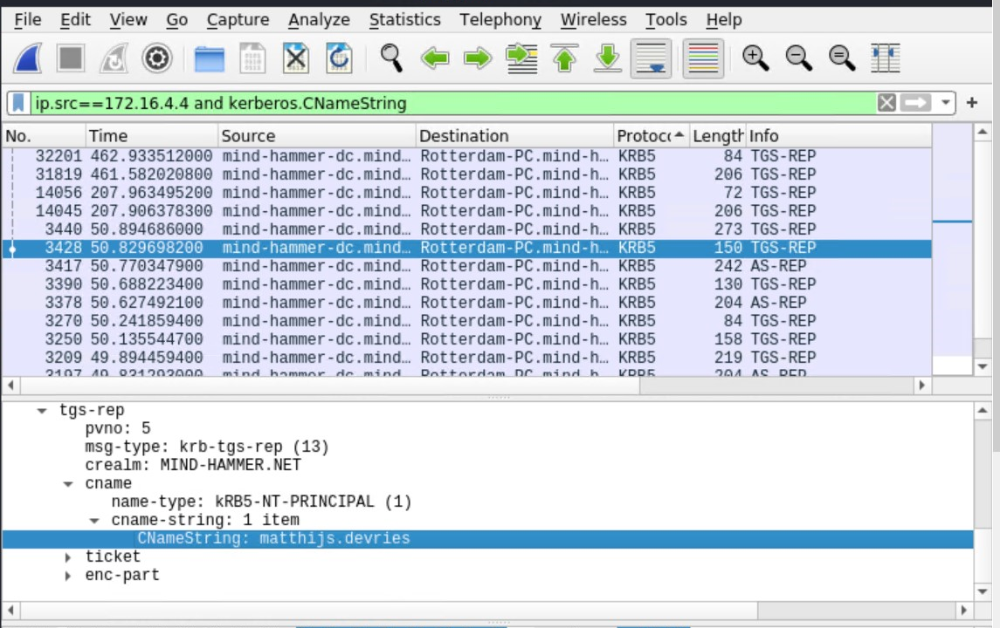 File Edit View Go Capture Analyze Statistics Telephony Wireless Tools Help
ip.src==172.16.4.4 and kerberos.CNameString
No. Time Source Destination Protoco Length Info
32201 462.933512000 mind-hammer-dc.mind… Rotterdam-PC.mind-h… KRB5 84 TGS-REP
31819 461.582020800 mind-hammer-dc.mind… Rotterdam-PC.mind-h… KRB5 206 TGS-REP
14056 207.963495200 mind-hammer-dc.mind… Rotterdam-PC.mind-h… KRB5 72 TGS-REP
14045 207.906378300 mind-hammer-dc.mind… Rotterdam-PC.mind-h… KRB5 206 TGS-REP
3440 50.894686000 mind-hammer-dc.mind… Rotterdam-PC.mind-h… KRB5 273 TGS-REP
3428 50.829698200 mind-hammer-dc.mind… Rotterdam-PC.mind-h… KRB5 150 TGS-REP
3417 50.770347900 mind-hammer-dc.mind… Rotterdam-PC.mind-h… KRB5 242 AS-REP
3390 50.688223400 mind-hammer-dc.mind… Rotterdam-PC.mind-h… KRB5 130 TGS-REP
3378 50.627492100 mind-hammer-dc.mind… Rotterdam-PC.mind-h… KRB5 204 AS-REP
3270 50.241859400 mind-hammer-dc.mind… Rotterdam-PC.mind-h… KRB5 84 TGS-REP
3250 50.135544700 mind-hammer-dc.mind… Rotterdam-PC.mind-h… KRB5 158 TGS-REP
3209 49.894459400 mind-hammer-dc.mind… Rotterdam-PC.mind-h… KRB5 219 TGS-REP
3197 49.831293000 mind-hammer-dc.mind… Rotterdam-PC.mind-h… KRB5 204 AS-REP
tgs-rep
pvno: 5
msg-type: krb-tgs-rep (13)
crealm: MIND-HAMMER.NET
cname
name-type: kRB5-NT-PRINCIPAL (1)
cname-string: 1 item
CNameString: matthijs.devries
ticket
enc-part